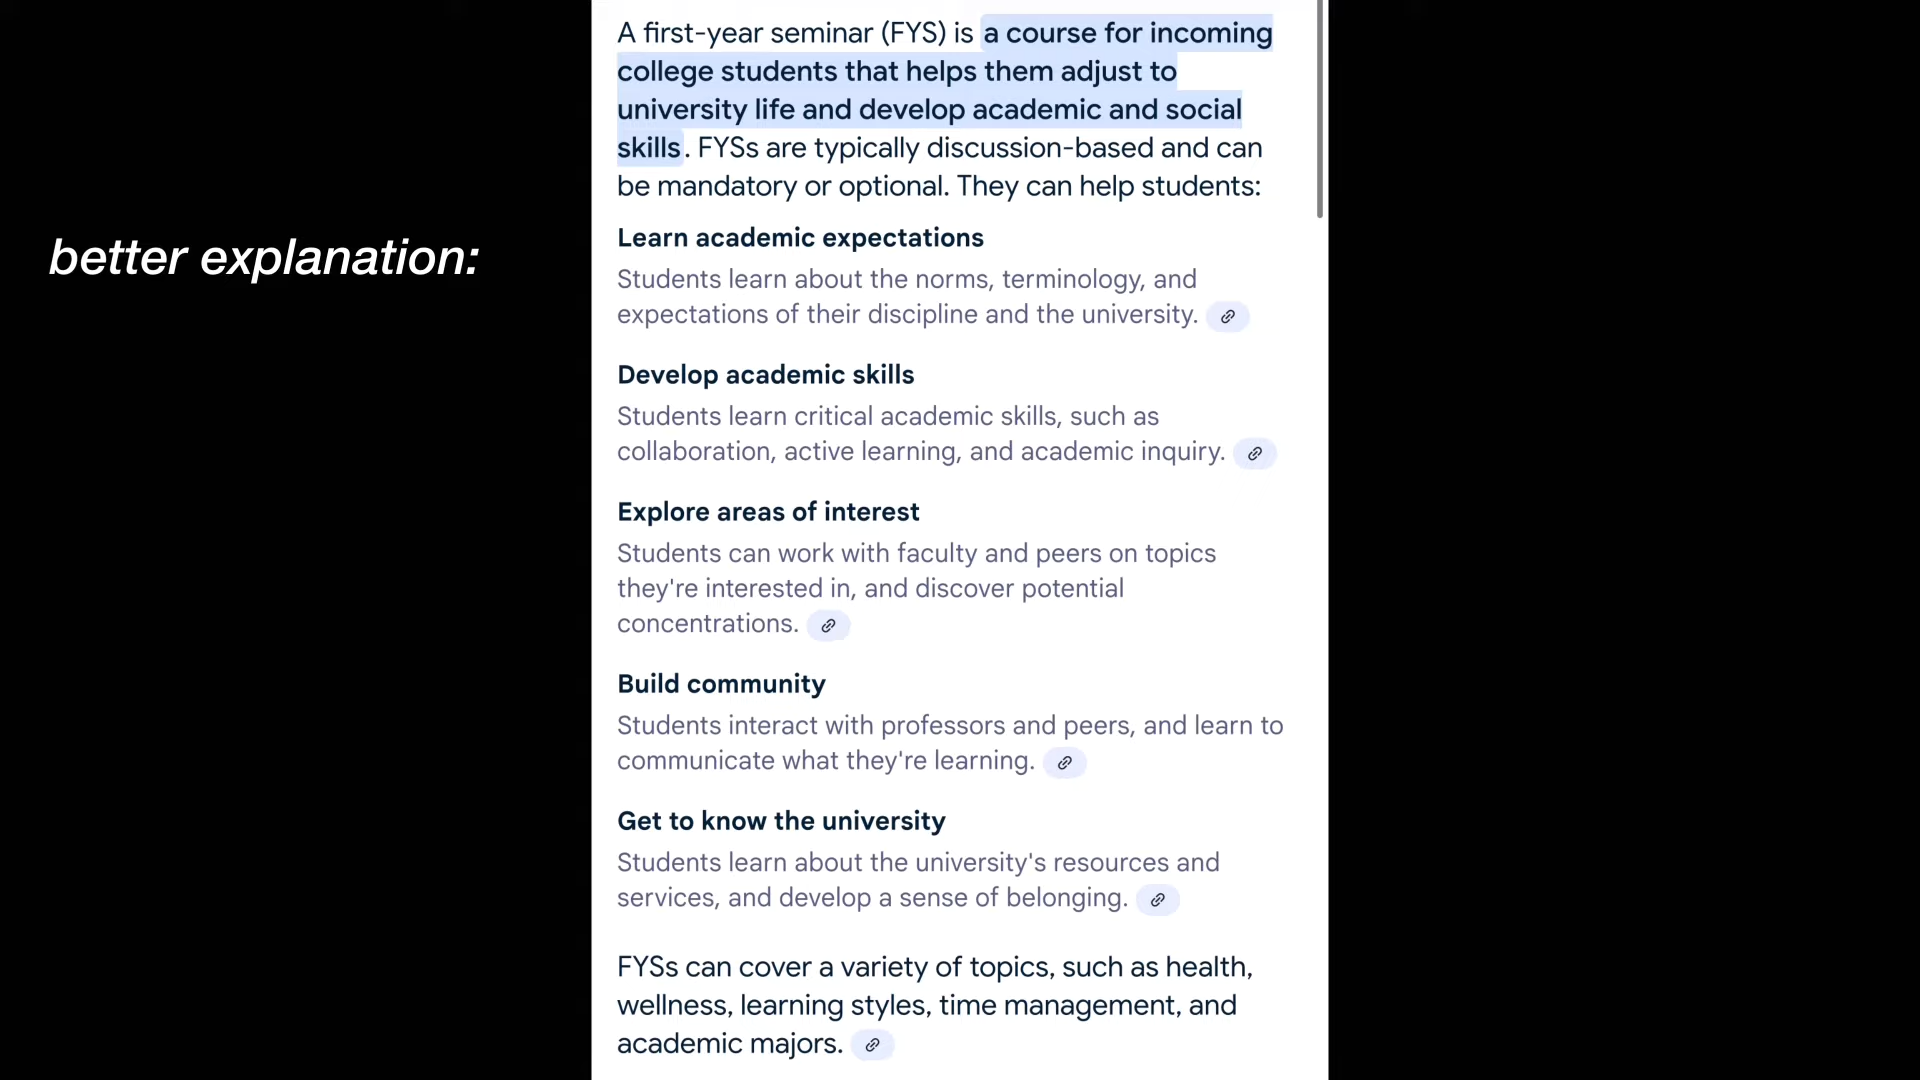 better explanation:
A first-year seminar (FYS) is a course for incoming
college students that helps them adjust to
university life and develop academic and social
skills. FYSs are typically discussion-based and can
be mandatory or optional. They can help students:
Learn academic expectations
Students learn about the norms, terminology, and
expectations of their discipline and the university.
Develop academic skills
Students learn critical academic skills, such as
collaboration, active learning, and academic inquiry.
Explore areas of interest
Students can work with faculty and peers on topics
they're interested in, and discover potential
concentrations.
Build community
Students interact with professors and peers, and learn to
communicate what they're learning.
Get to know the university
Students learn about the university's resources and
services, and develop a sense of belonging.
FYSs can cover a variety of topics, such as health,
wellness, learning styles, time management, and
academic majors.